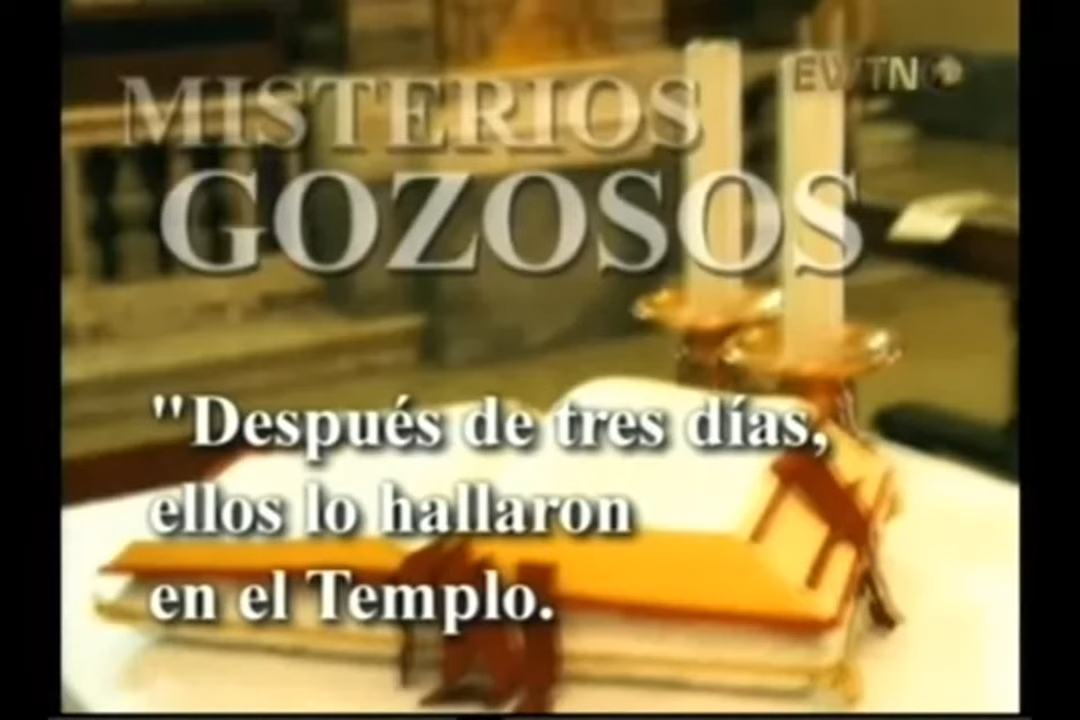 EWTN
MISTERIOS
GOZOSOS
"Después de tres días,
ellos lo hallaron
en el Templo.